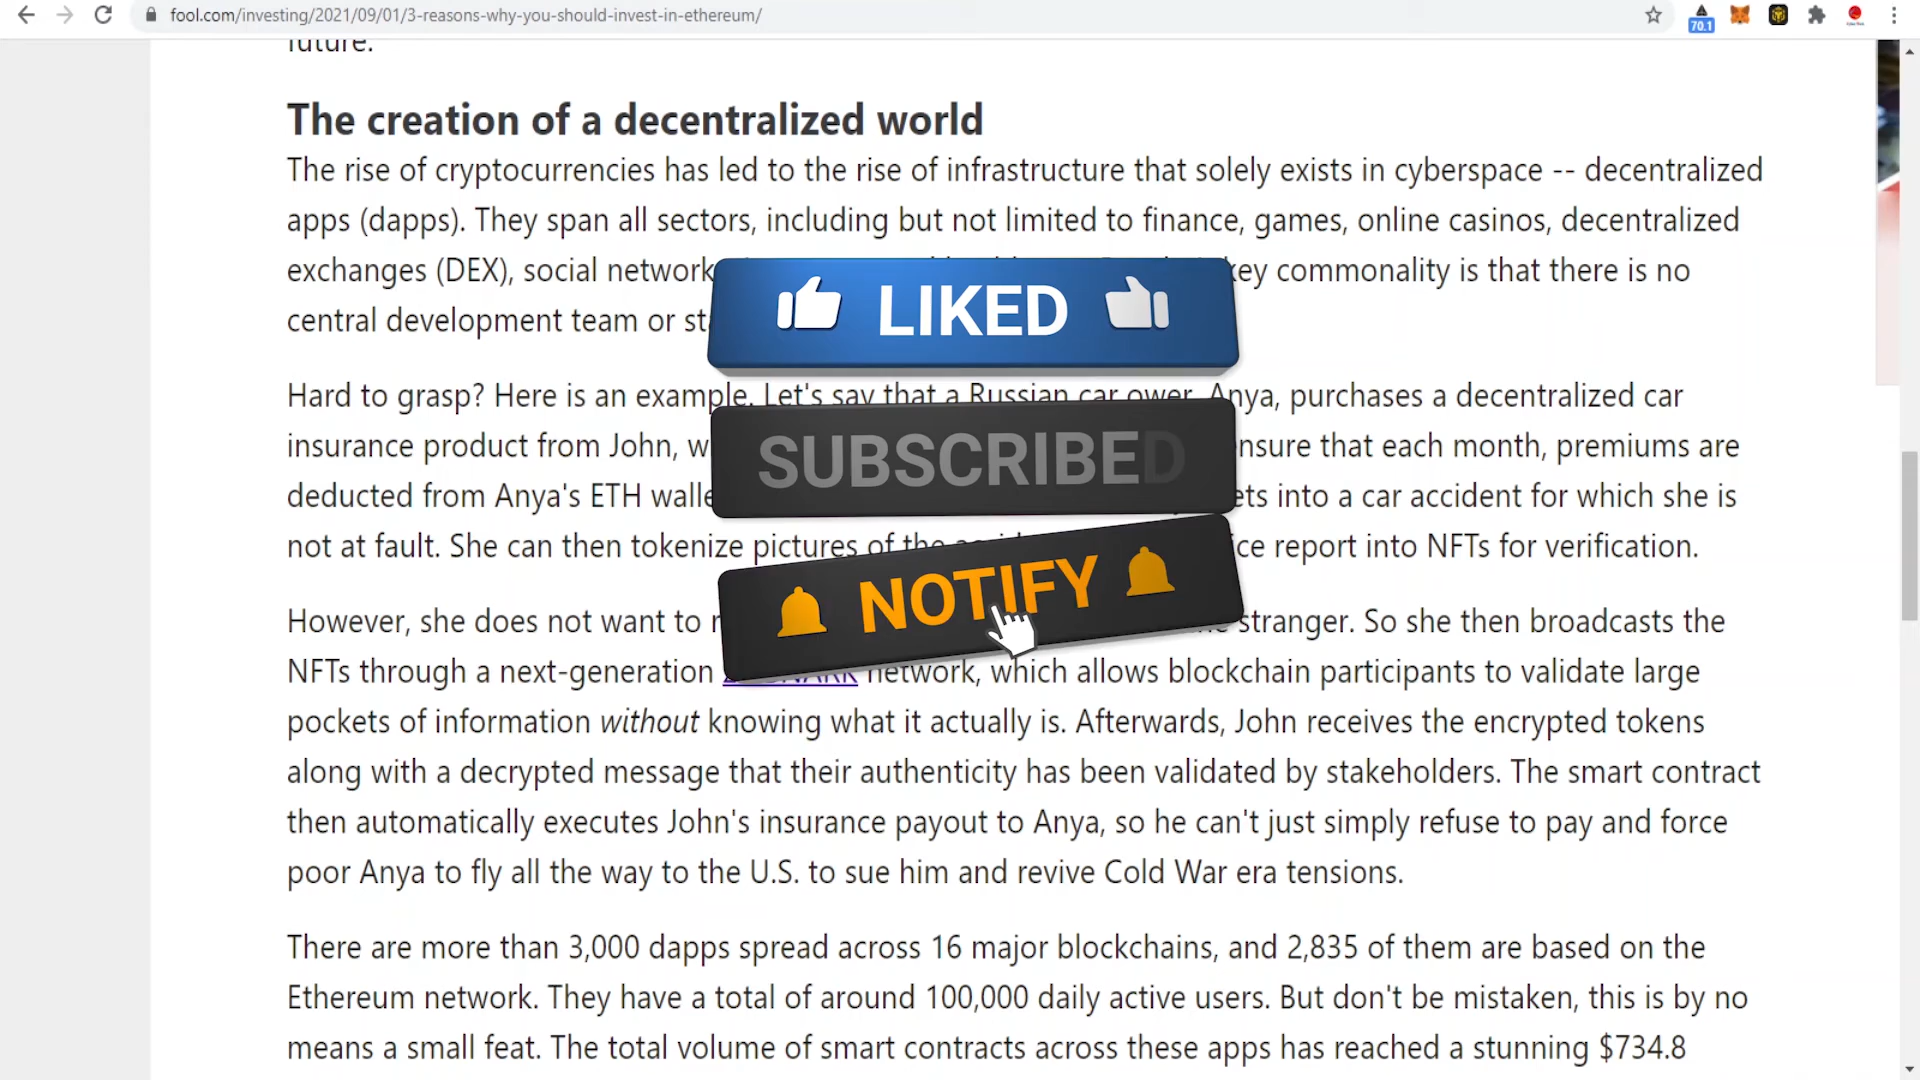 fool.com/investing/2021/09/01/3-reasons-why-you-should-invest-in-ethereum/
70.1
future.
The creation of a decentralized world
The rise of cryptocurrencies has led to the rise of infrastructure that solely exists in cyberspace -- decentralized
apps (dapps). They span all sectors, including but not limited to finance, games, online casinos, decentralized
exchanges (DEX), social network key commonality is that there is no
central development team or
LIKED
Hard to grasp? Here is an example. Let's say that a Russian car ower, Anya, purchases a decentralized car
insurance product from John, ensure that each month, premiums are
SUBSCRIBED
deducted from Anya's ETH into a car accident for which she is
not at fault. She can then tokenize pictures of the report into NFTs for verification.
NOTIFY
However, she does not want to stranger. So she then broadcasts the
NFTs through a next-generation network, which allows blockchain participants to validate large
pockets of information without knowing what it actually is. Afterwards, John receives the encrypted tokens
along with a decrypted message that their authenticity has been validated by stakeholders. The smart contract
then automatically executes John's insurance payout to Anya, so he can't just simply refuse to pay and force
poor Anya to fly all the way to the U.S. to sue him and revive Cold War era tensions.
There are more than 3,000 dapps spread across 16 major blockchains, and 2,835 of them are based on the
Ethereum network. They have a total of around 100,000 daily active users. But don't be mistaken, this is by no
means a small feat. The total volume of smart contracts across these apps has reached a stunning $734.8